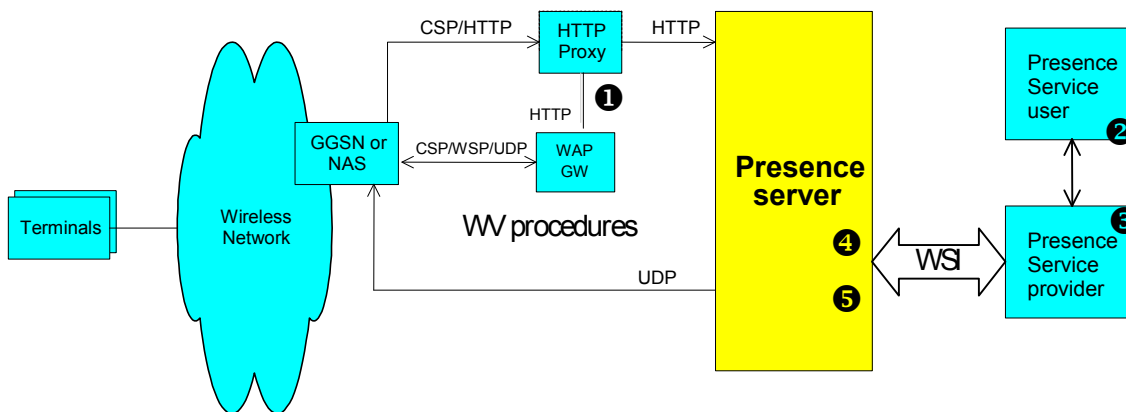 CSP/HTTP
HTTP
Proxy
HTTP
❶
HTTP
GGSN or
NAS
CSP/WSP/UDP
WAP
GW
Presence
Service
user
❷
Presence
server
Terminals
Wireless
Network
WV procedures
❸
Presence
Service
provider
❹
WSI
UDP
❺